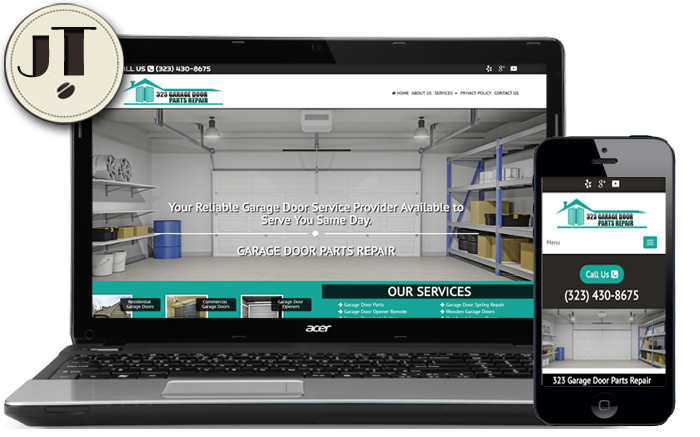 JT
ALL US (323) 430-8675
323 GARAGE DOOR
PARTS REPAIR
HOME ABOUT US SERVICES PRIVACY POLICY CONTACT US
Your Reliable Garage Door Service Provider Available to
Serve You Same Day.
GARAGE DOOR PARTS REPAIR
Residential
Garage Doors
Commercial
Garage Doors
Garage Door
Openers
OUR SERVICES
Garage Door Parts
Garage Door Spring Repair
Garage Door Opener Remote
Wooden Garage Doors
acer
323 GARAGE DOOR
PARTS REPAIR
Menu
Call Us
(323) 430-8675
323 Garage Door Parts Repair